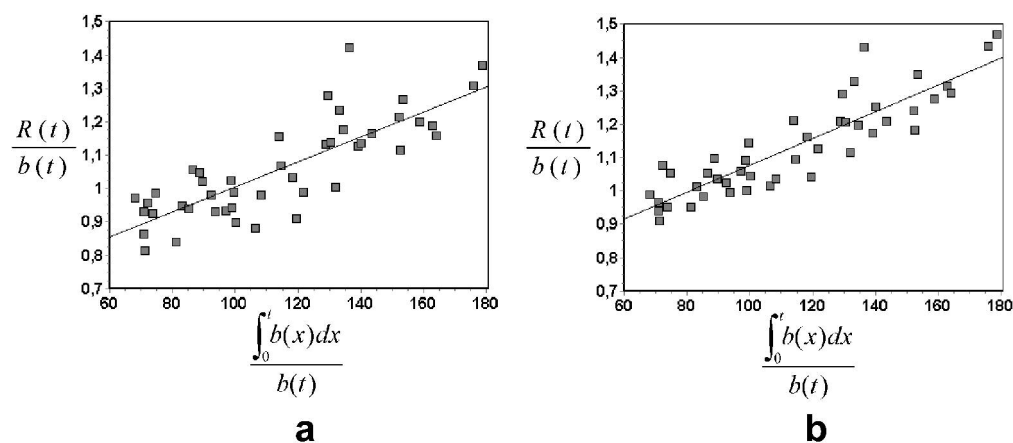 1,5
1,4
1,3
1,2
1,1
1
0,9
0,8
0,7
R(t)
b(t)
60 80 100 120 140 160 180
∫₀ᵗ b(x)dx
b(t)
a
1,5
1,4
1,3
1,2
1,1
1
0,9
0,8
0,7
R(t)
b(t)
60 80 100 120 140 160 180
∫₀ᵗ b(x)dx
b(t)
b